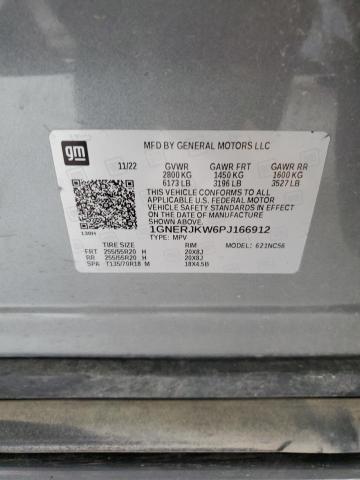 gm
MFD BY GENERAL MOTORS LLC
11/22 GVWR GAWR FRT GAWR RR
2800 KG 1450 KG 1600 KG
6173 LB 3196 LB 3527 LB
THIS VEHICLE CONFORMS TO ALL
APPLICABLE U.S. FEDERAL MOTOR
VEHICLE SAFETY STANDARDS IN EFFECT
ON THE DATE OF MANUFACTURE
SHOWN ABOVE.
1GNERJKW6PJ166912
TYPE: MPV MODEL: 621NC56
TIRE SIZE RIM
FRT 255/55R20 H 20X8J
RR 255/55R20 H 20X8J
SPA T135/70R18 M 18X4.5B